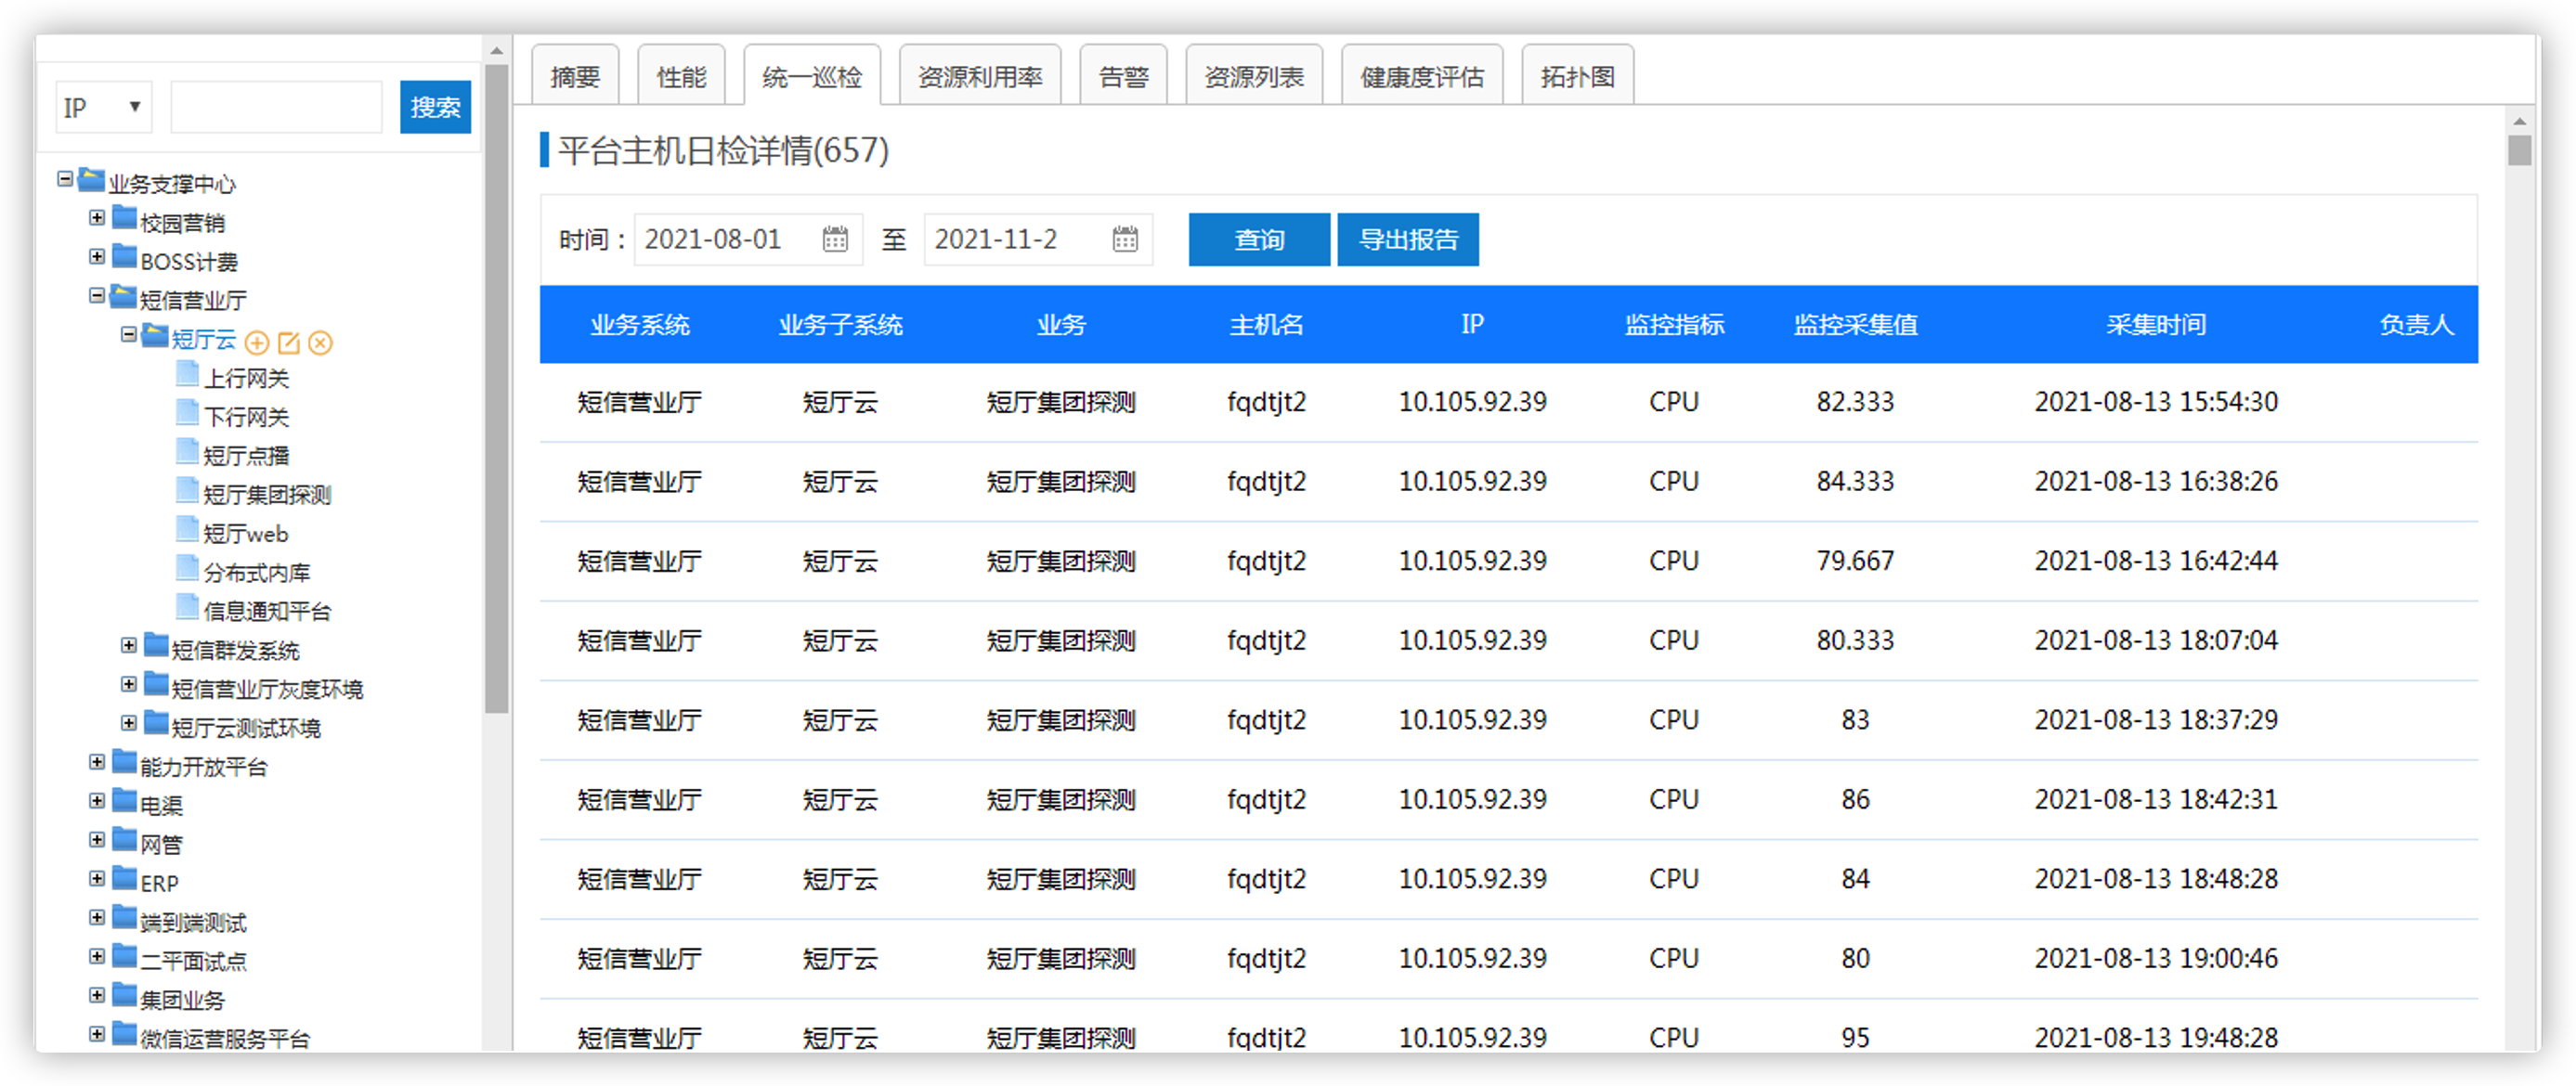 IP
搜索
业务支撑中心
校园营销
BOSS计费
短信营业厅
短厅云
上行网关
下行网关
短厅点播
短厅集团探测
短厅web
分布式内库
信息通知平台
短信群发系统
短信营业厅灰度环境
短厅云测试环境
能力开放平台
电渠
网管
ERP
端到端测试
二平面试点
集团业务
微信运营服务平台
摘要 性能 统一巡检 资源利用率 告警 资源列表 健康度评估 拓扑图
平台主机日检详情(657)
时间： 2021-08-01 至 2021-11-2 查询 导出报告
业务系统 业务子系统 业务 主机名 IP 监控指标 监控采集值 采集时间 负责人
短信营业厅 短厅云 短厅集团探测 fqdtjt2 10.105.92.39 CPU 82.333 2021-08-13 15:54:30
短信营业厅 短厅云 短厅集团探测 fqdtjt2 10.105.92.39 CPU 84.333 2021-08-13 16:38:26
短信营业厅 短厅云 短厅集团探测 fqdtjt2 10.105.92.39 CPU 79.667 2021-08-13 16:42:44
短信营业厅 短厅云 短厅集团探测 fqdtjt2 10.105.92.39 CPU 80.333 2021-08-13 18:07:04
短信营业厅 短厅云 短厅集团探测 fqdtjt2 10.105.92.39 CPU 83 2021-08-13 18:37:29
短信营业厅 短厅云 短厅集团探测 fqdtjt2 10.105.92.39 CPU 86 2021-08-13 18:42:31
短信营业厅 短厅云 短厅集团探测 fqdtjt2 10.105.92.39 CPU 84 2021-08-13 18:48:28
短信营业厅 短厅云 短厅集团探测 fqdtjt2 10.105.92.39 CPU 80 2021-08-13 19:00:46
短信营业厅 短厅云 短厅集团探测 fqdtjt2 10.105.92.39 CPU 95 2021-08-13 19:48:28